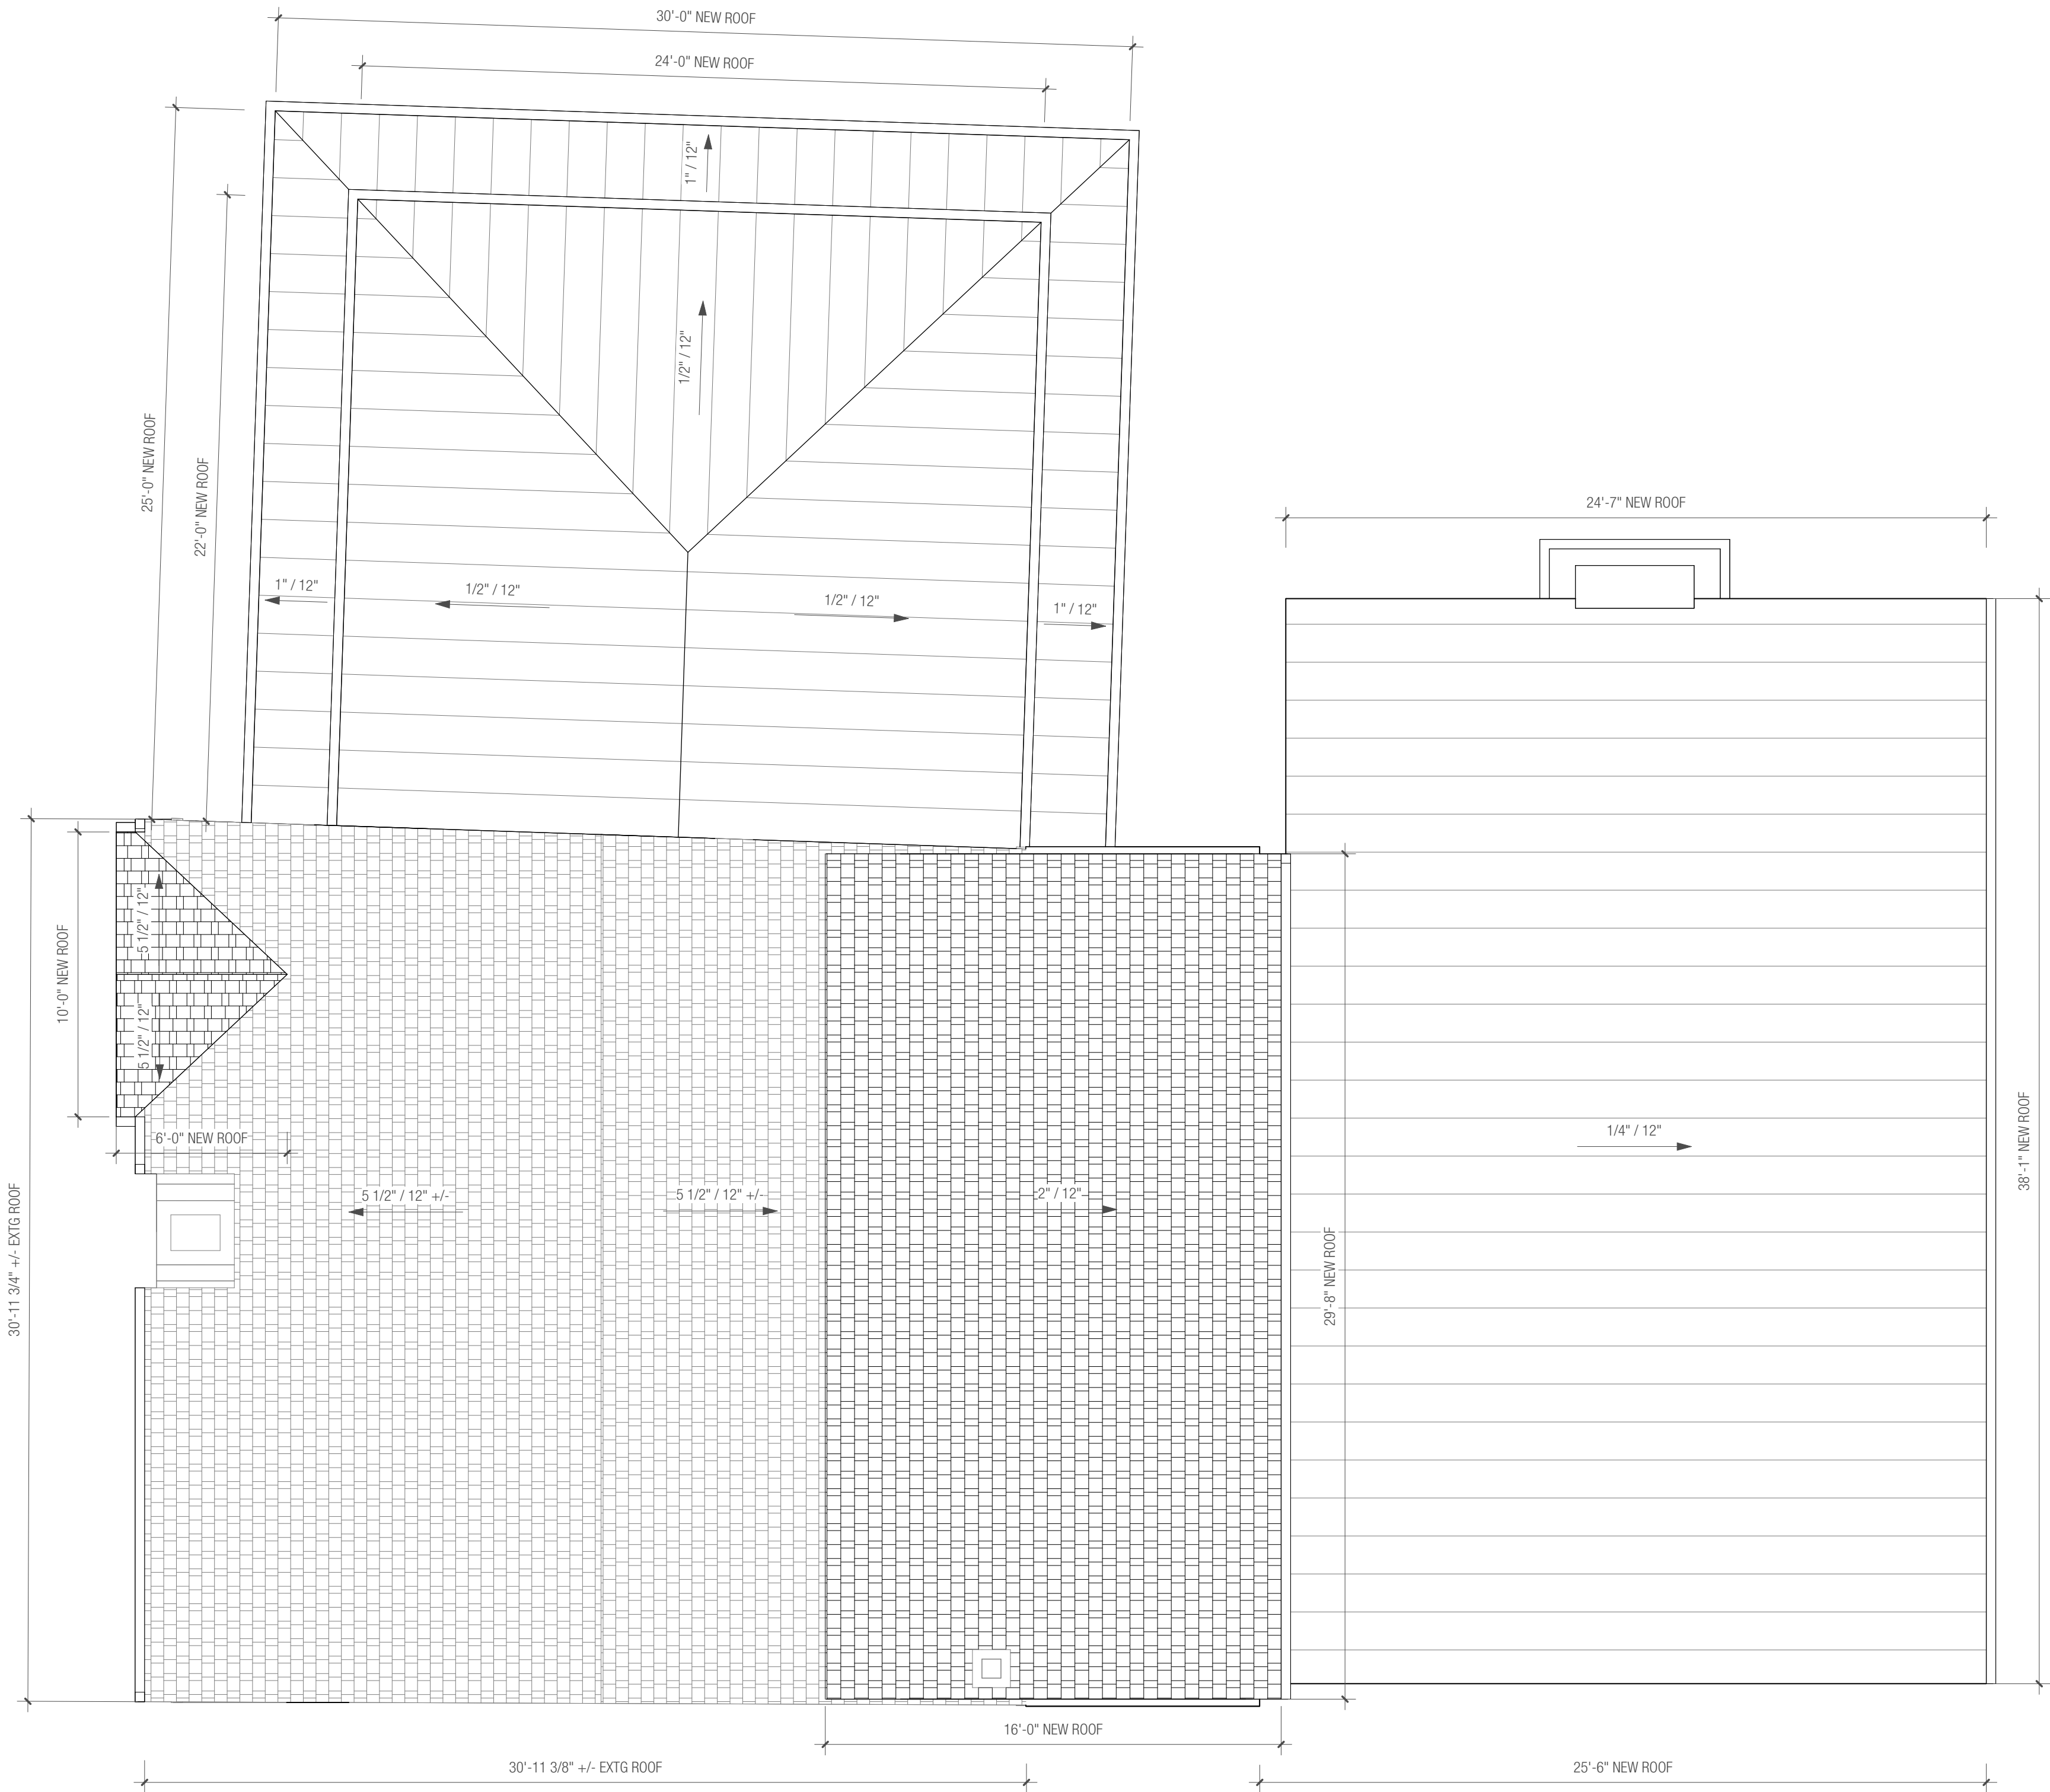 30'-0" NEW ROOF
24'-0" NEW ROOF
1" / 12"
1/2" / 12"
25'-0" NEW ROOF
22'-0" NEW ROOF
24'-7" NEW ROOF
1" / 12"
1/2" / 12"
1/2" / 12"
1" / 12"
5 1/2" / 12"
10'-0" NEW ROOF
5 1/2" / 12"
6'-0" NEW ROOF
1/4" / 12"
38'-1" NEW ROOF
5 1/2" / 12" +/-
5 1/2" / 12" +/-
2" / 12"
30'-11 3/4" +/- EXTG ROOF
29'-8" NEW ROOF
16'-0" NEW ROOF
30'-11 3/8" +/- EXTG ROOF
25'-6" NEW ROOF